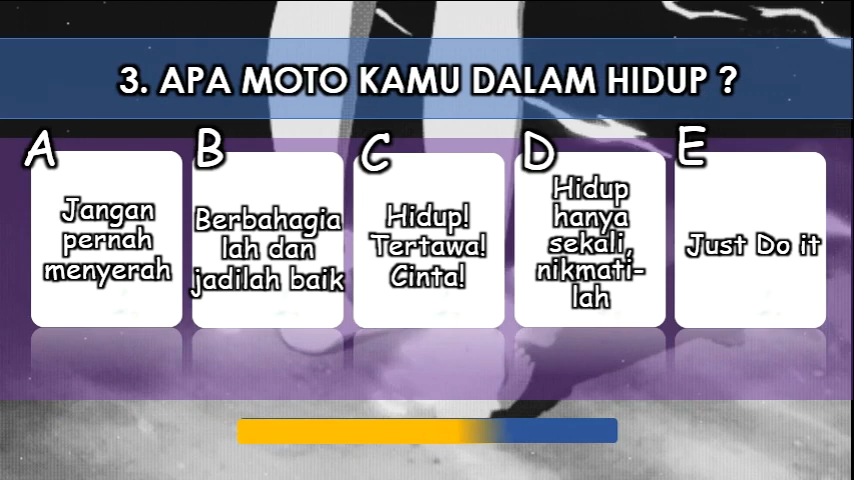 3. APA MOTO KAMU DALAM HIDUP ?
A
Jangan
pernah
menyerah
B
Berbahagia
lah dan
jadilah baik
C
Hidup!
Tertawa!
Cinta!
D
Hidup
hanya
sekali,
nikmati-
lah
E
Just Do it